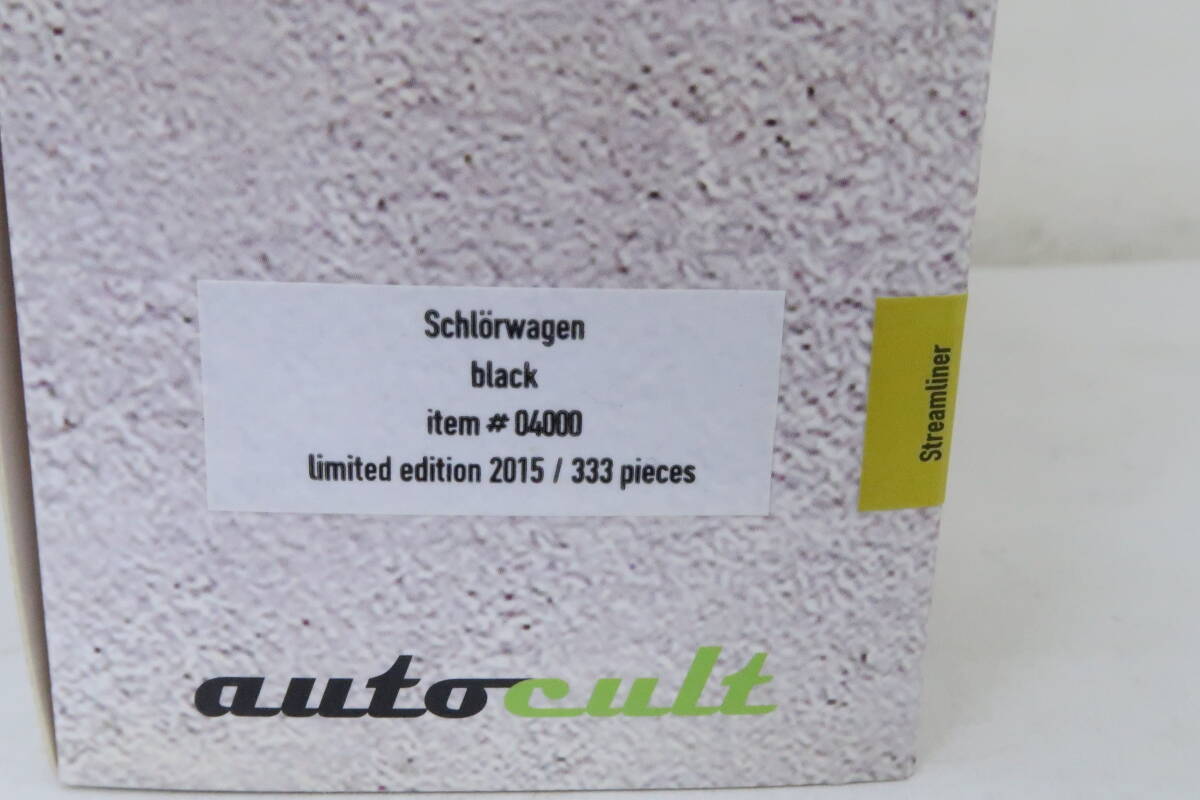 Schlörwagen
black
item # 04000
limited edition 2015 / 333 pieces
Streamliner
autocult